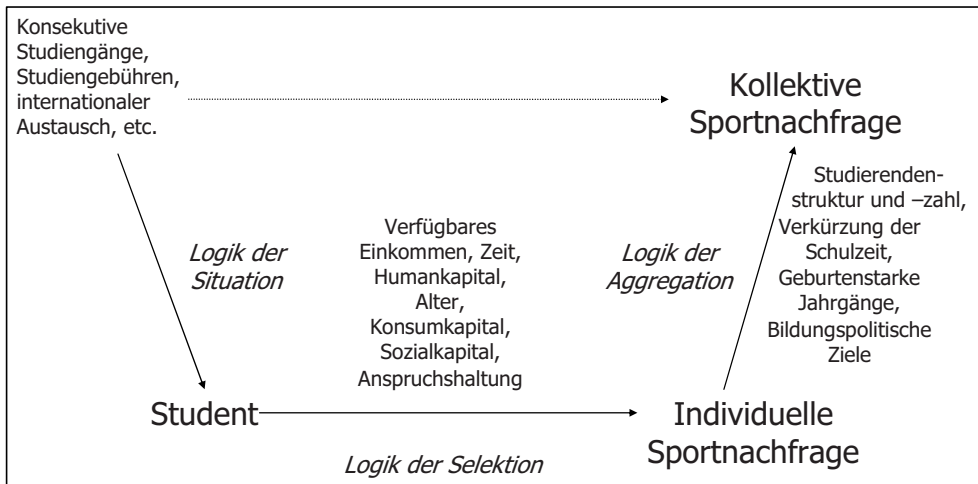 Konsekutive
Studiengänge,
Studiengebühren,
internationaler
Austausch, etc.
Kollektive
Sportnachfrage
Studierenden-
struktur und –zahl,
Verkürzung der
Schulzeit,
Geburtenstarke
Jahrgänge,
Bildungspolitische
Ziele
Logik der
Situation
Verfügbares
Einkommen, Zeit,
Humankapital,
Alter,
Konsumkapital,
Sozialkapital,
Anspruchshaltung
Logik der
Aggregation
Student
Individuelle
Sportnachfrage
Logik der Selektion